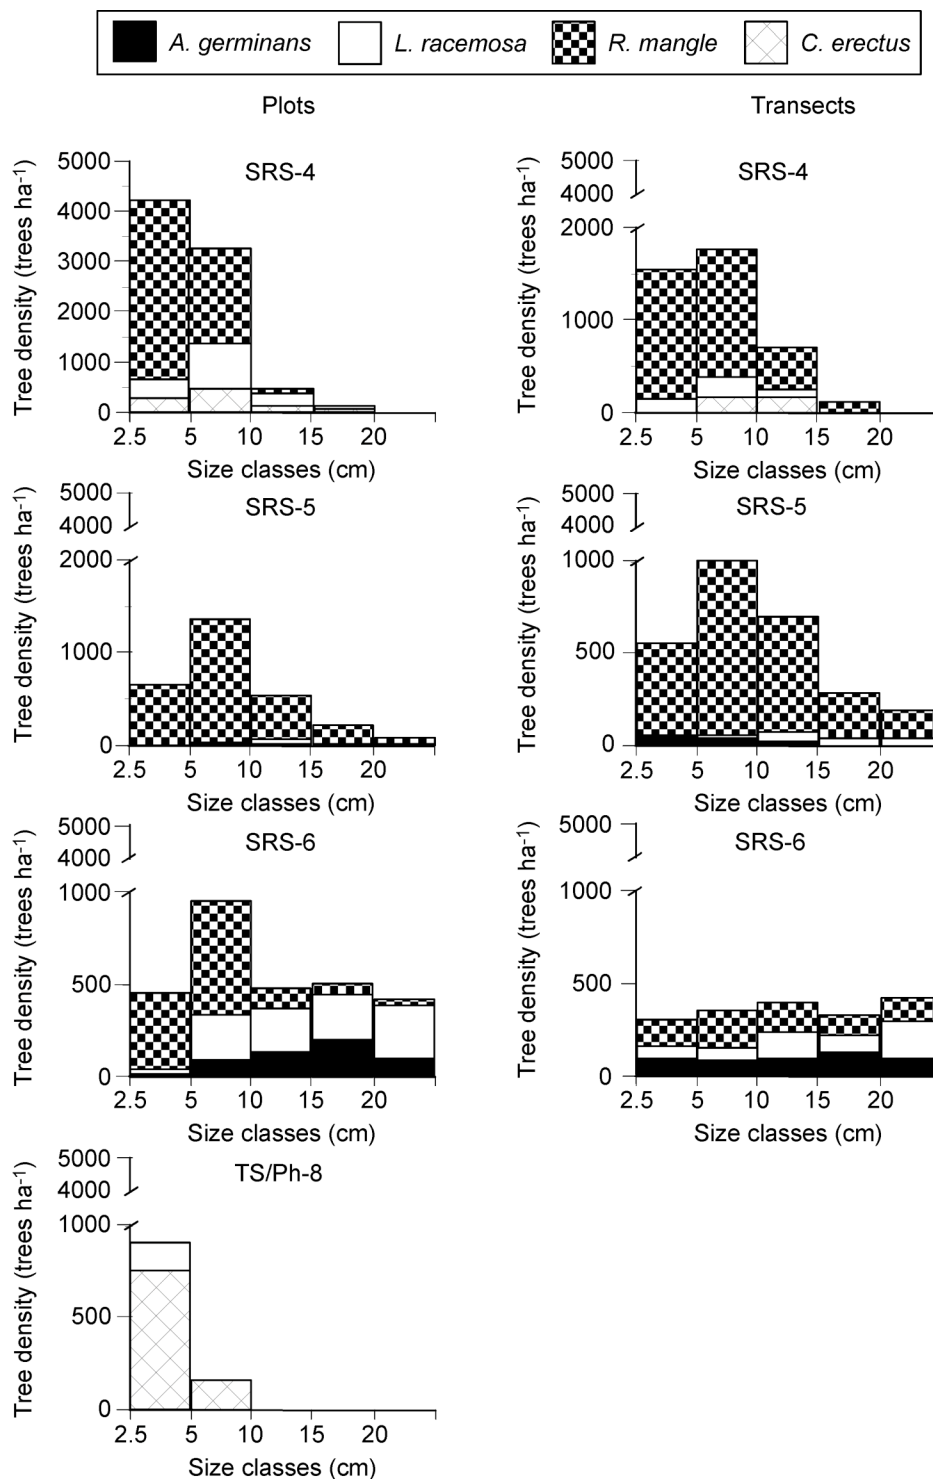 A. germinans L. racemosa R. mangle C. erectus
Plots
Transects
SRS-4
Tree density (trees ha⁻¹)
5000
4000
3000
2000
1000
0
2.5 5 10 15 20
Size classes (cm)
SRS-4
Tree density (trees ha⁻¹)
5000
4000
2000
1000
0
2.5 5 10 15 20
Size classes (cm)
SRS-5
Tree density (trees ha⁻¹)
5000
4000
2000
1000
0
2.5 5 10 15 20
Size classes (cm)
SRS-5
Tree density (trees ha⁻¹)
5000
4000
1000
500
0
2.5 5 10 15 20
Size classes (cm)
SRS-6
Tree density (trees ha⁻¹)
5000
4000
1000
500
0
2.5 5 10 15 20
Size classes (cm)
SRS-6
Tree density (trees ha⁻¹)
5000
1000
500
0
2.5 5 10 15 20
Size classes (cm)
TS/Ph-8
Tree density (trees ha⁻¹)
5000
4000
1000
500
0
2.5 5 10 15 20
Size classes (cm)